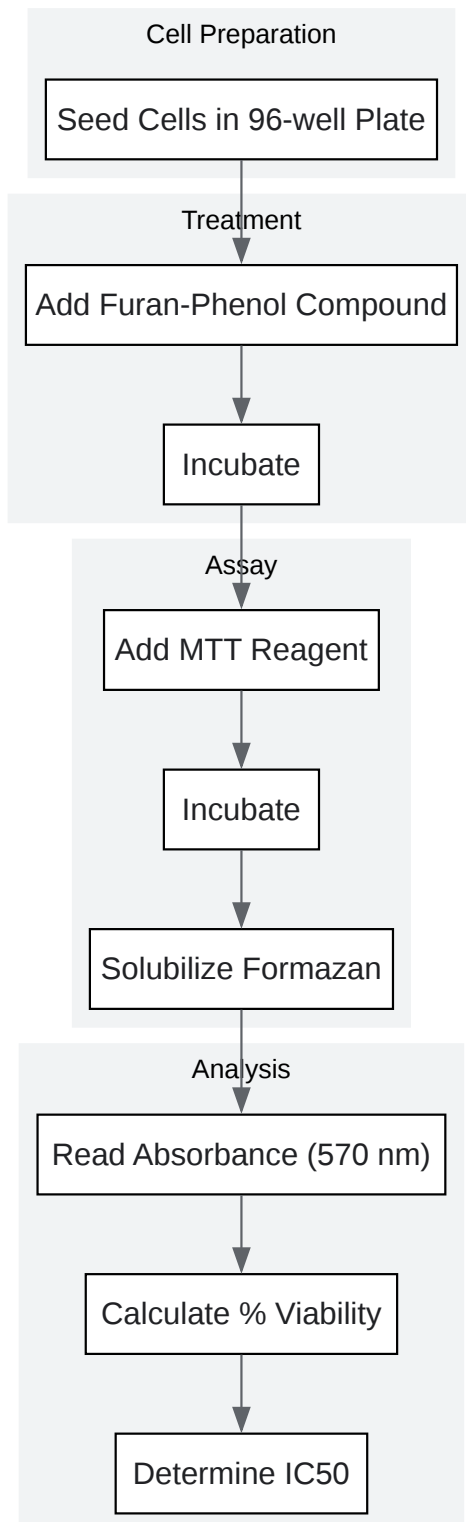 Cell Preparation
Seed Cells in 96-well Plate
Treatment
Add Furan-Phenol Compound
Incubate
Assay
Add MTT Reagent
Incubate
Solubilize Formazan
Analysis
Read Absorbance (570 nm)
Calculate % Viability
Determine IC50